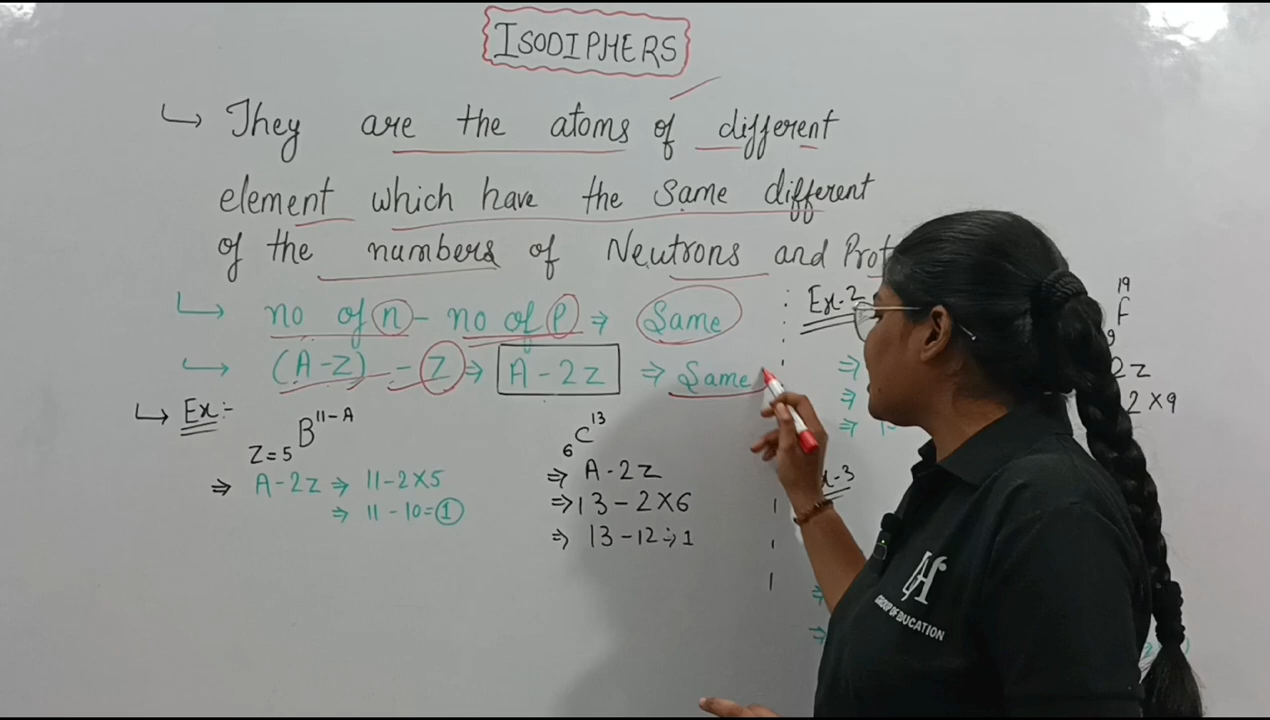 ISODIPHERS
↳ They are the atoms of different
element which have the same different
of the numbers of Neutrons and
↳ no of n - no of p ⇒ Same
↳ (A-Z) - Z ⇒ A-2Z ⇒ Same
↳ Ex:-
B¹¹⁻ᴬ
Z=5
⇒ A-2Z ⇒ 11-2×5
⇒ 11-10=①
₆C¹³
⇒ A-2Z
⇒ 13-2×6
⇒ 13-12 ⇒ 1
Ex-2
19
F
9
2Z
2×9
x-3
GROUP OF EDUCATION